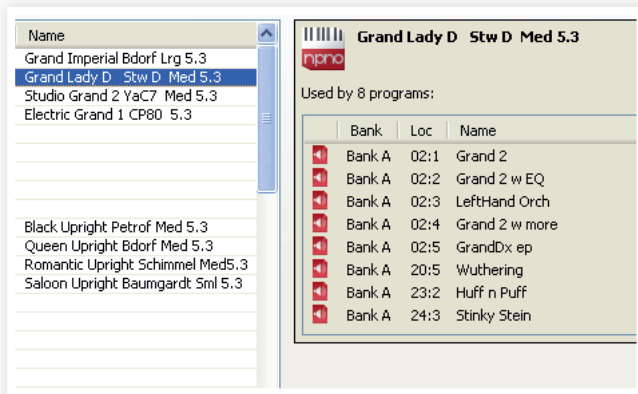 Name
Grand Imperial Bdorf Lrg 5.3
Grand Lady D   Stw D  Med 5.3
Studio Grand 2 YaC7  Med 5.3
Electric Grand 1 CP80  5.3
Black Upright Petrof Med 5.3
Queen Upright Bdorf Med 5.3
Romantic Upright Schimmel Med5.3
Saloon Upright Baumgardt Sml 5.3
npno
Grand Lady D   Stw D  Med 5.3
Used by 8 programs:
Bank Loc Name
Bank A 02:1 Grand 2
Bank A 02:2 Grand 2 w EQ
Bank A 02:3 LeftHand Orch
Bank A 02:4 Grand 2 w more
Bank A 02:5 GrandDx ep
Bank A 20:5 Wuthering
Bank A 23:2 Huff n Puff
Bank A 24:3 Stinky Stein